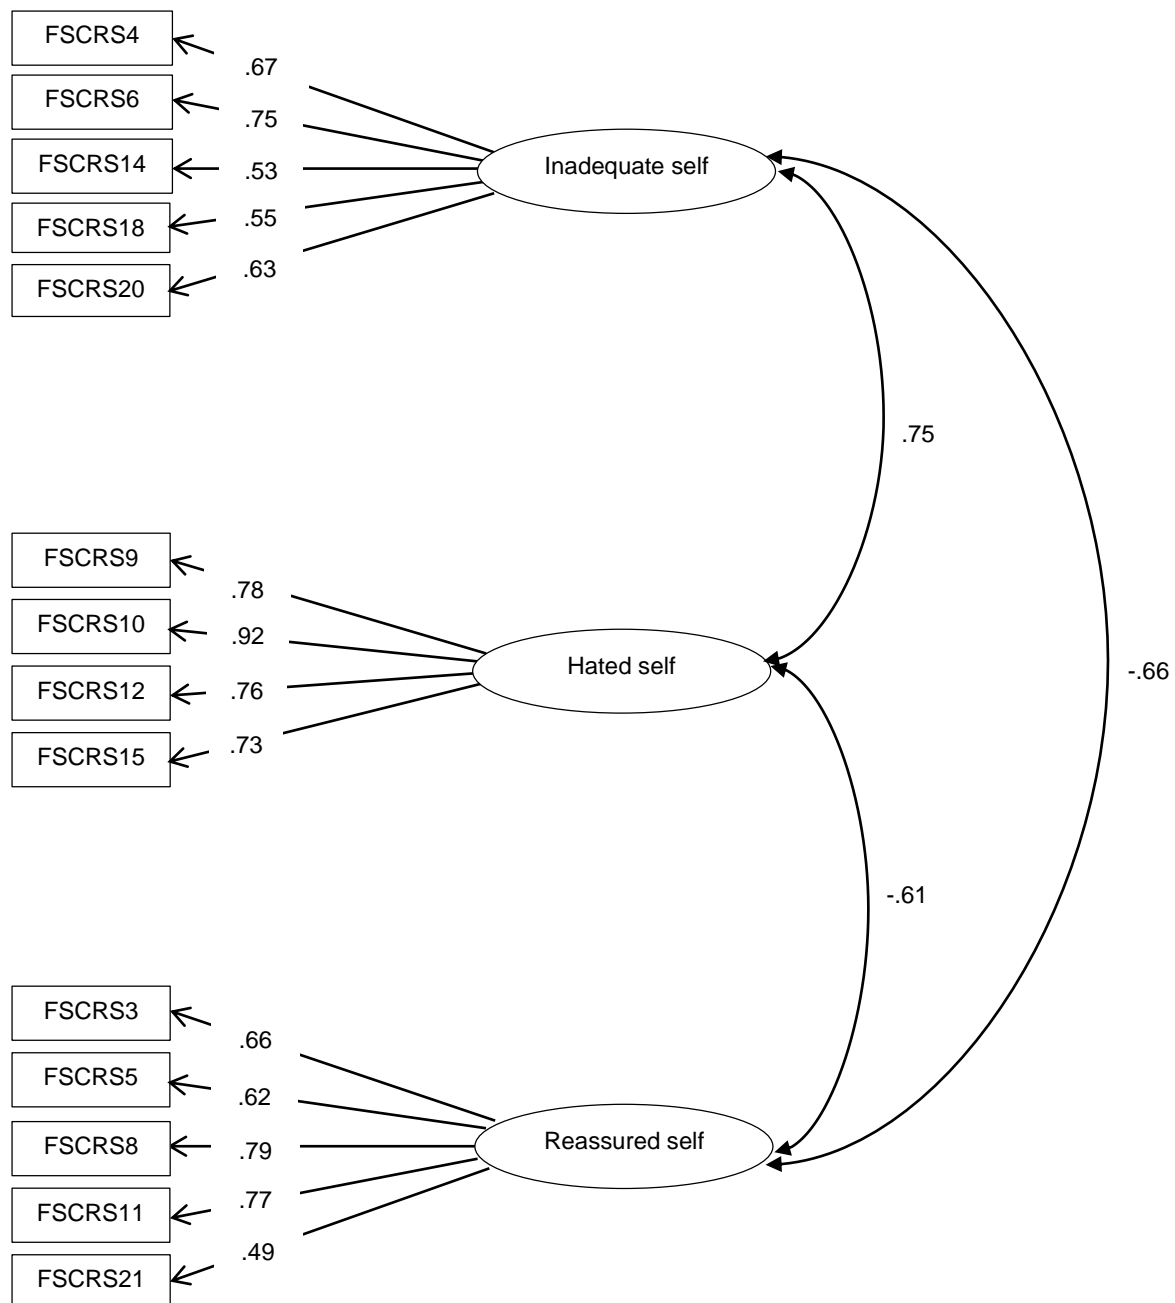 FSCRS4
.67
FSCRS6
.75
FSCRS14
.53
FSCRS18
.55
FSCRS20
.63
Inadequate self
.75
-.66
FSCRS9
.78
FSCRS10
.92
FSCRS12
.76
FSCRS15
.73
Hated self
-.61
FSCRS3
.66
FSCRS5
.62
FSCRS8
.79
FSCRS11
.77
FSCRS21
.49
Reassured self